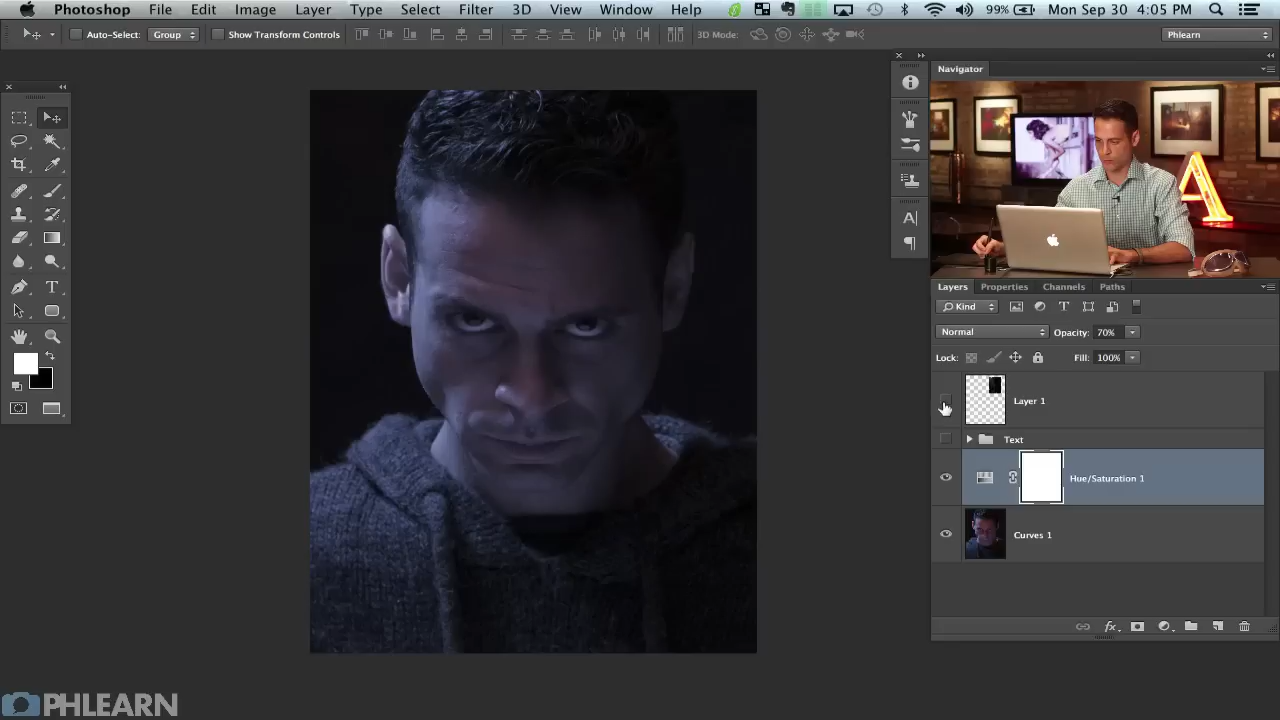 Photoshop File Edit Image Layer Type Select Filter 3D View Window Help 99% Mon Sep 30 4:05 PM
Auto-Select: Group Show Transform Controls 3D Mode: Phlearn
Navigator
Layers Properties Channels Paths
Kind
Normal Opacity: 70%
Lock: Fill: 100%
Layer 1
Text
Hue/Saturation 1
Curves 1
PHLEARN